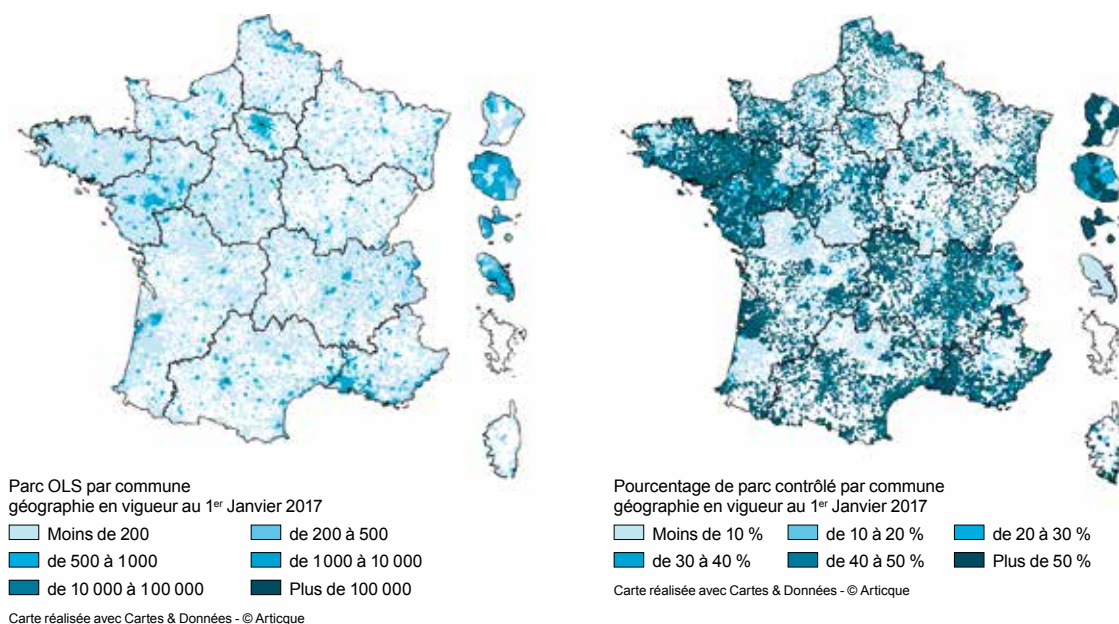 Parc OLS par commune
géographie en vigueur au 1er Janvier 2017
Moins de 200
de 200 à 500
de 500 à 1000
de 1000 à 10 000
de 10 000 à 100 000
Plus de 100 000
Carte réalisée avec Cartes & Données - © Articque
Pourcentage de parc contrôlé par commune
géographie en vigueur au 1er Janvier 2017
Moins de 10 %
de 10 à 20 %
de 20 à 30 %
de 30 à 40 %
de 40 à 50 %
Plus de 50 %
Carte réalisée avec Cartes & Données - © Articque